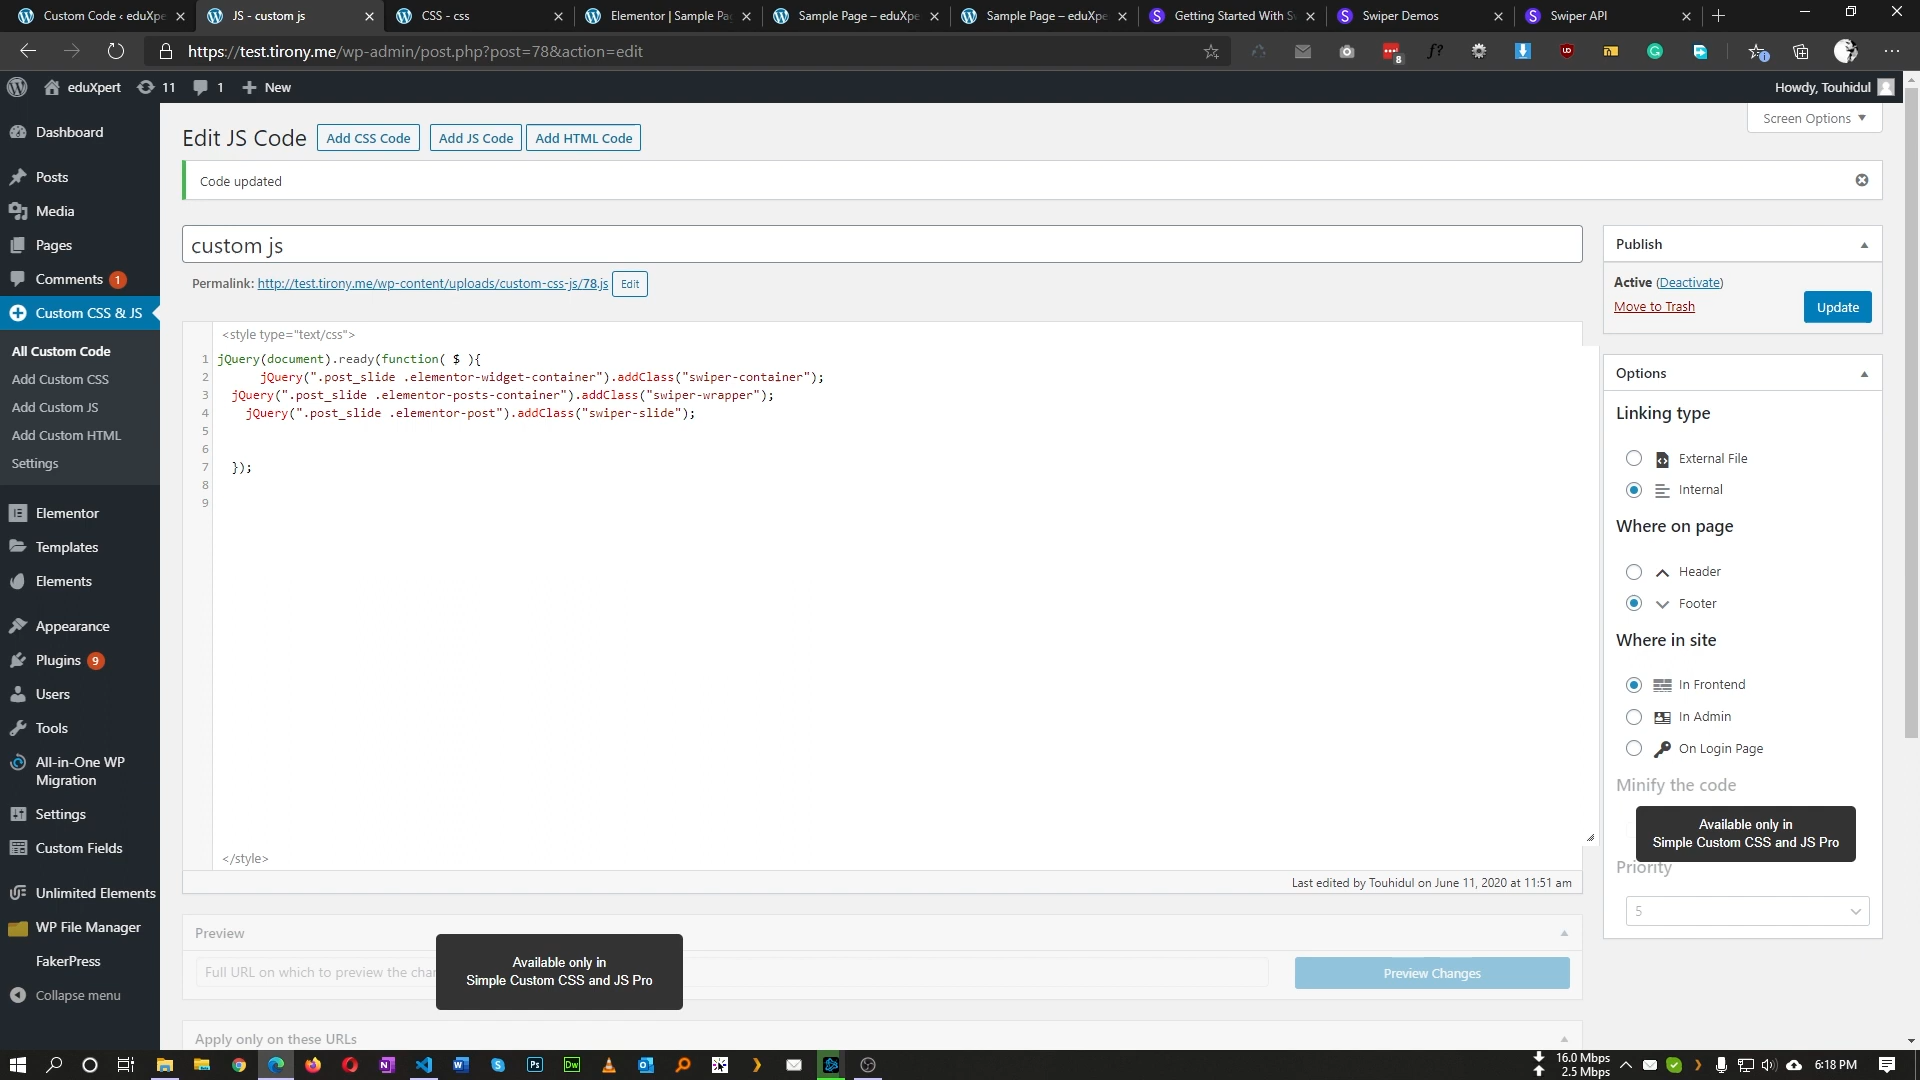 Custom Code ‹ eduXpe
JS - custom js
CSS - css
Elementor | Sample Pa
Sample Page – eduXpe
Sample Page – eduXpe
Getting Started With S
Swiper Demos
Swiper API
https://test.tirony.me/wp-admin/post.php?post=78&action=edit
8
eduXpert
11
1
New
Howdy, Touhidul
Dashboard
Posts
Media
Pages
Comments 1
Custom CSS & JS
All Custom Code
Add Custom CSS
Add Custom JS
Add Custom HTML
Settings
Elementor
Templates
Elements
Appearance
Plugins 9
Users
Tools
All-in-One WP
Migration
Settings
Custom Fields
Unlimited Elements
WP File Manager
FakerPress
Collapse menu
Screen Options
Edit JS Code
Add CSS Code
Add JS Code
Add HTML Code
Code updated
custom js
Permalink: http://test.tirony.me/wp-content/uploads/custom-css-js/78.js Edit
<style type="text/css">
1 jQuery(document).ready(function( $ ){
2 jQuery(".post_slide .elementor-widget-container").addClass("swiper-container");
3 jQuery(".post_slide .elementor-posts-container").addClass("swiper-wrapper");
4 jQuery(".post_slide .elementor-post").addClass("swiper-slide");
5
6
7 });
8
9
</style>
Last edited by Touhidul on June 11, 2020 at 11:51 am
Preview
Full URL on which to preview the cha
Available only in
Simple Custom CSS and JS Pro
Preview Changes
Apply only on these URLs
Publish
Active (Deactivate)
Move to Trash
Update
Options
Linking type
External File
Internal
Where on page
Header
Footer
Where in site
In Frontend
In Admin
On Login Page
Minify the code
Available only in
Simple Custom CSS and JS Pro
Priority
5
16.0 Mbps
2.5 Mbps
6:18 PM